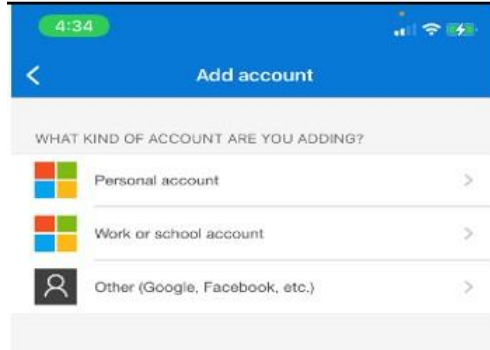 4:34
Add account
WHAT KIND OF ACCOUNT ARE YOU ADDING?
Personal account
Work or school account
Other (Google, Facebook, etc.)